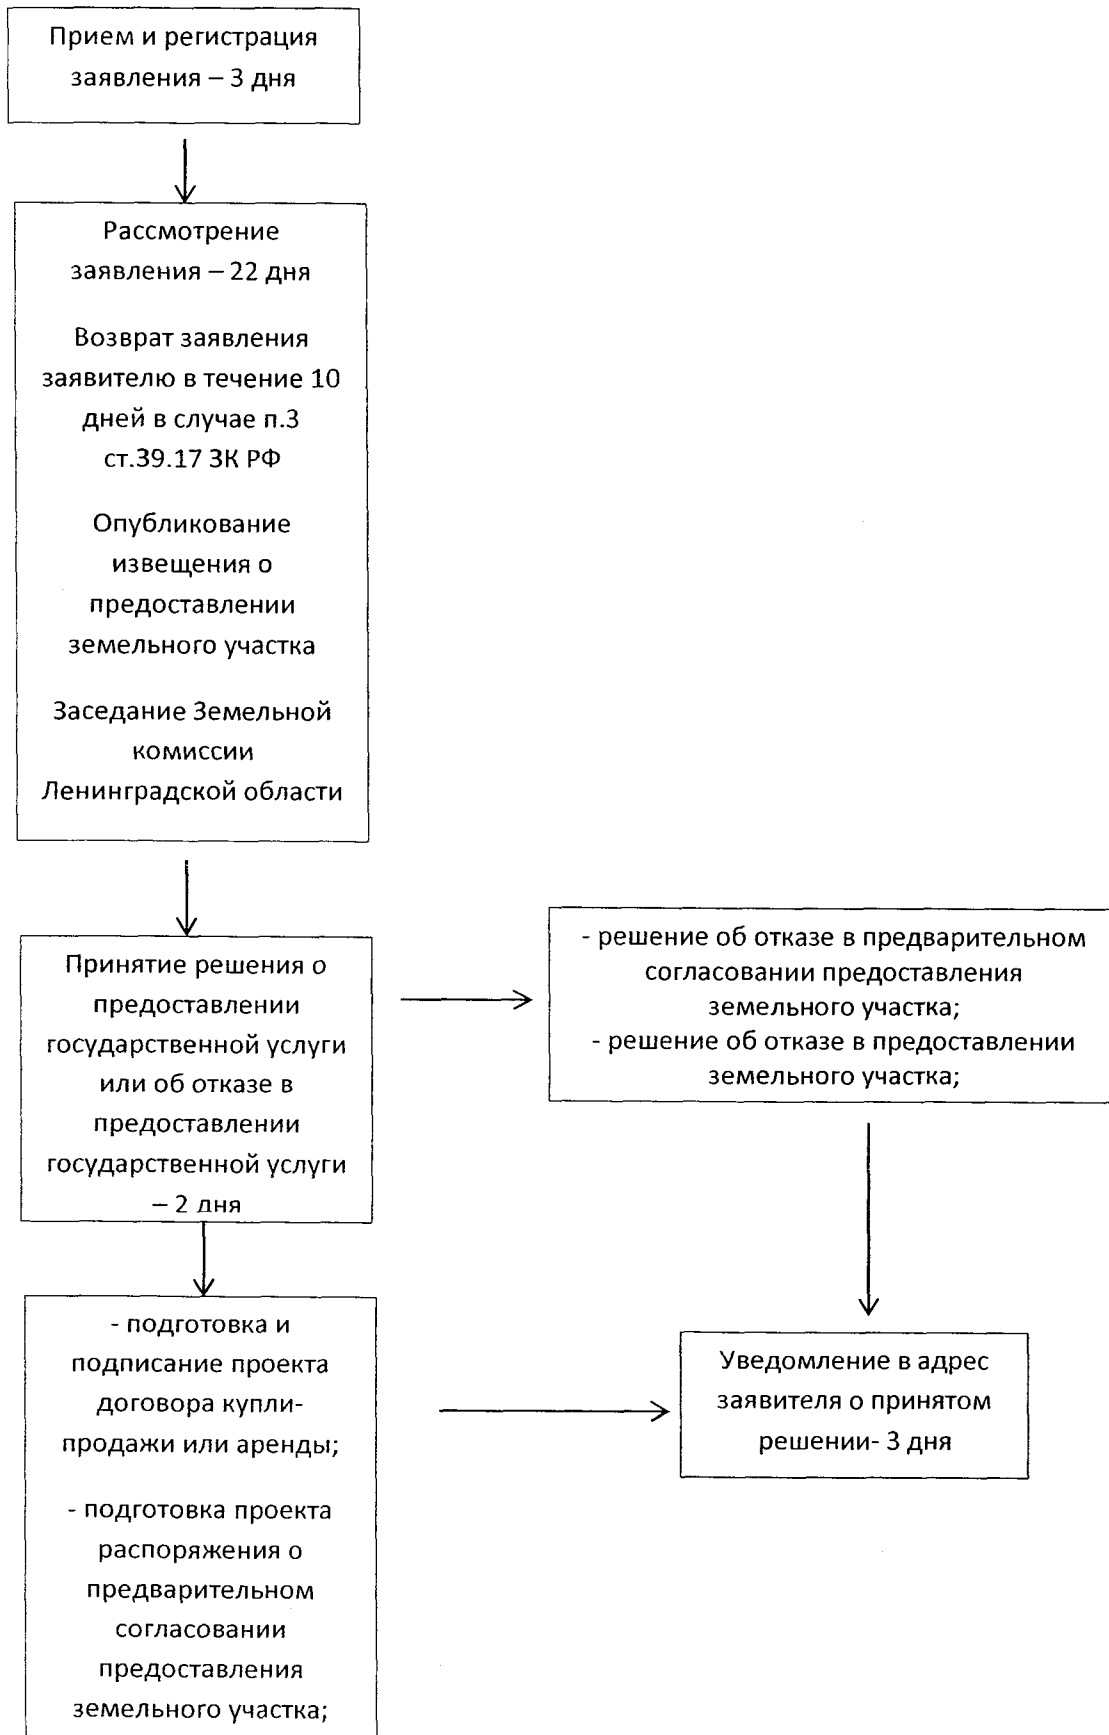 Прием и регистрация
заявления – 3 дня
Рассмотрение
заявления – 22 дня
Возврат заявления
заявителю в течение 10
дней в случае п.3
ст.39.17 ЗК РФ
Опубликование
извещения о
предоставлении
земельного участка
Заседание Земельной
комиссии
Ленинградской области
Принятие решения о
предоставлении
государственной услуги
или об отказе в
предоставлении
государственной услуги
– 2 дня
- решение об отказе в предварительном
согласовании предоставления
земельного участка;
- решение об отказе в предоставлении
земельного участка;
- подготовка и
подписание проекта
договора купли-
продажи или аренды;
- подготовка проекта
распоряжения о
предварительном
согласовании
предоставления
земельного участка;
Уведомление в адрес
заявителя о принятом
решении- 3 дня